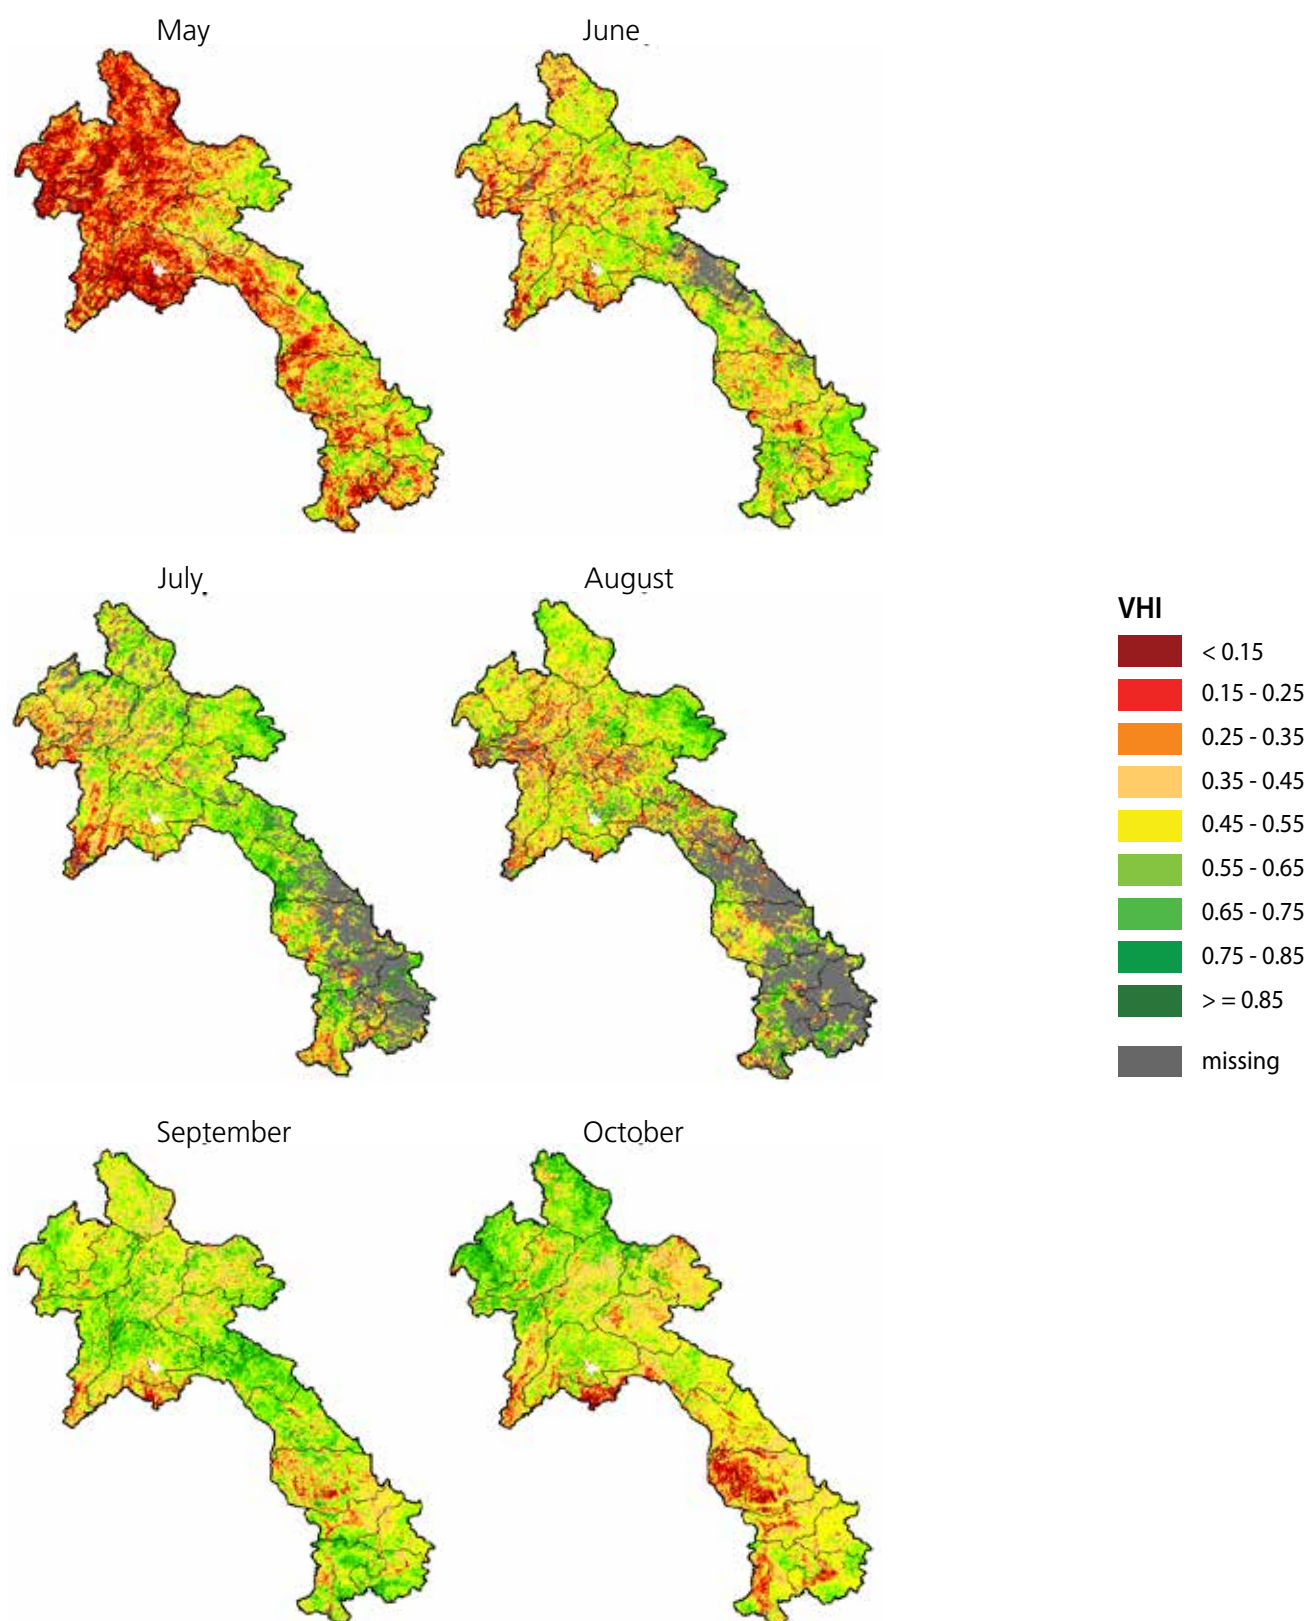 May
June
July
August
VHI
< 0.15
0.15 - 0.25
0.25 - 0.35
0.35 - 0.45
0.45 - 0.55
0.55 - 0.65
0.65 - 0.75
0.75 - 0.85
> = 0.85
missing
September
October